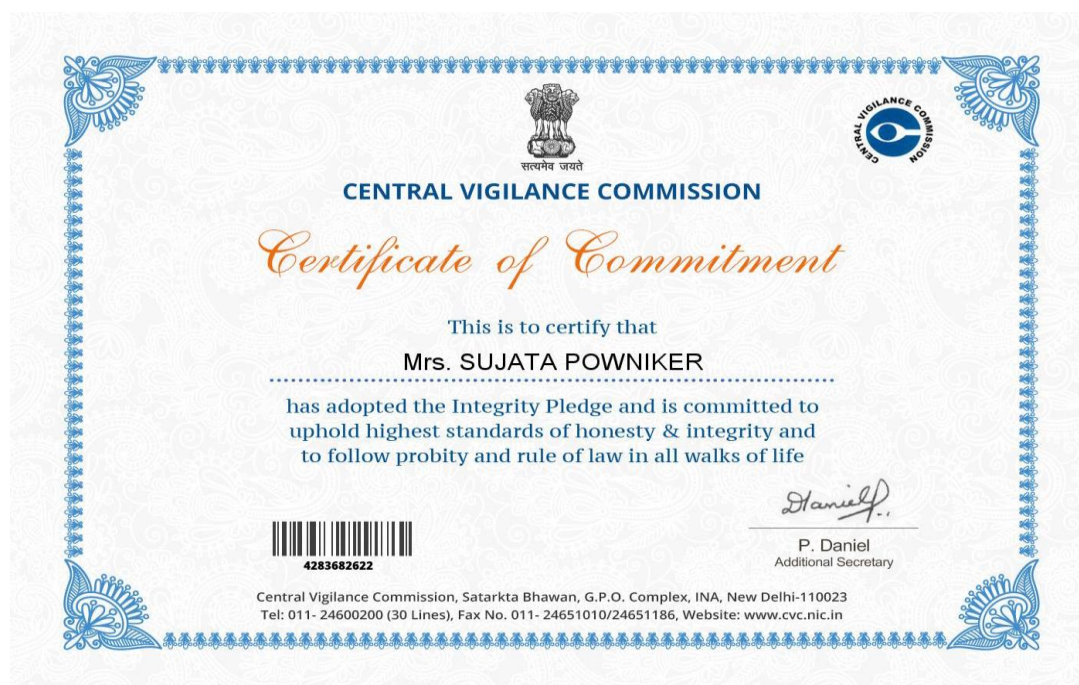 सत्यमेव जयते
CENTRAL VIGILANCE COMMISSION
CENTRAL VIGILANCE COMMISSION
Certificate of Commitment
This is to certify that
Mrs. SUJATA POWNIKER
has adopted the Integrity Pledge and is committed to
uphold highest standards of honesty & integrity and
to follow probity and rule of law in all walks of life
DanielP.
P. Daniel
Additional Secretary
4283682622
Central Vigilance Commission, Satarkta Bhawan, G.P.O. Complex, INA, New Delhi-110023
Tel: 011- 24600200 (30 Lines), Fax No. 011- 24651010/24651186, Website: www.cvc.nic.in